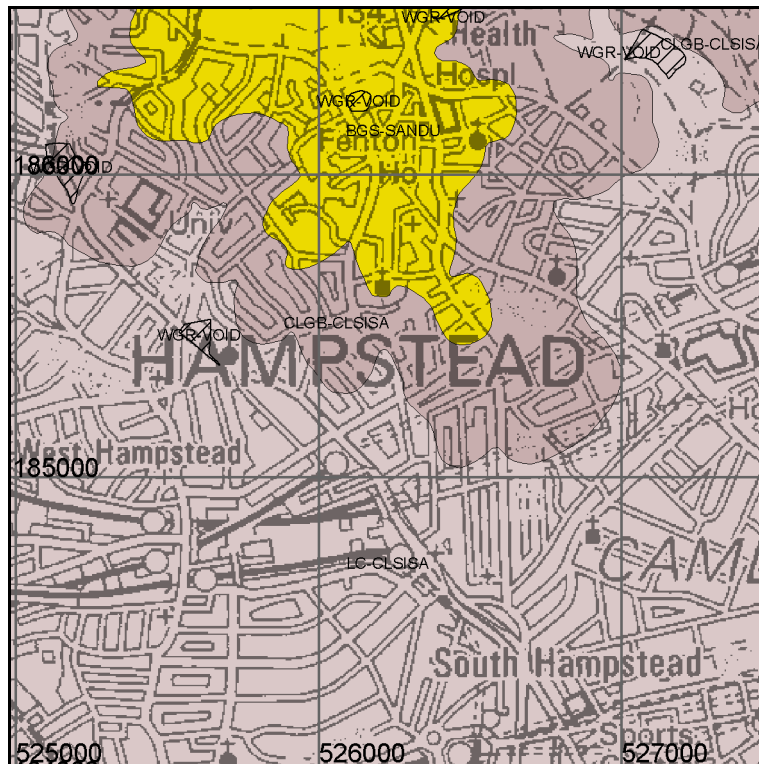 134
WGR-VOID
Health
Hospl
WGR-VOID
CLGB-CLSISA
WGR-VOID
BGS-SANDU
Fenton
Ho
186000
Univ
CLGB-CLSISA
WGR-VOID
HAMPSTEAD
West Hampstead
185000
LC-CLSISA
South Hampstead
Sports
525000
526000
527000